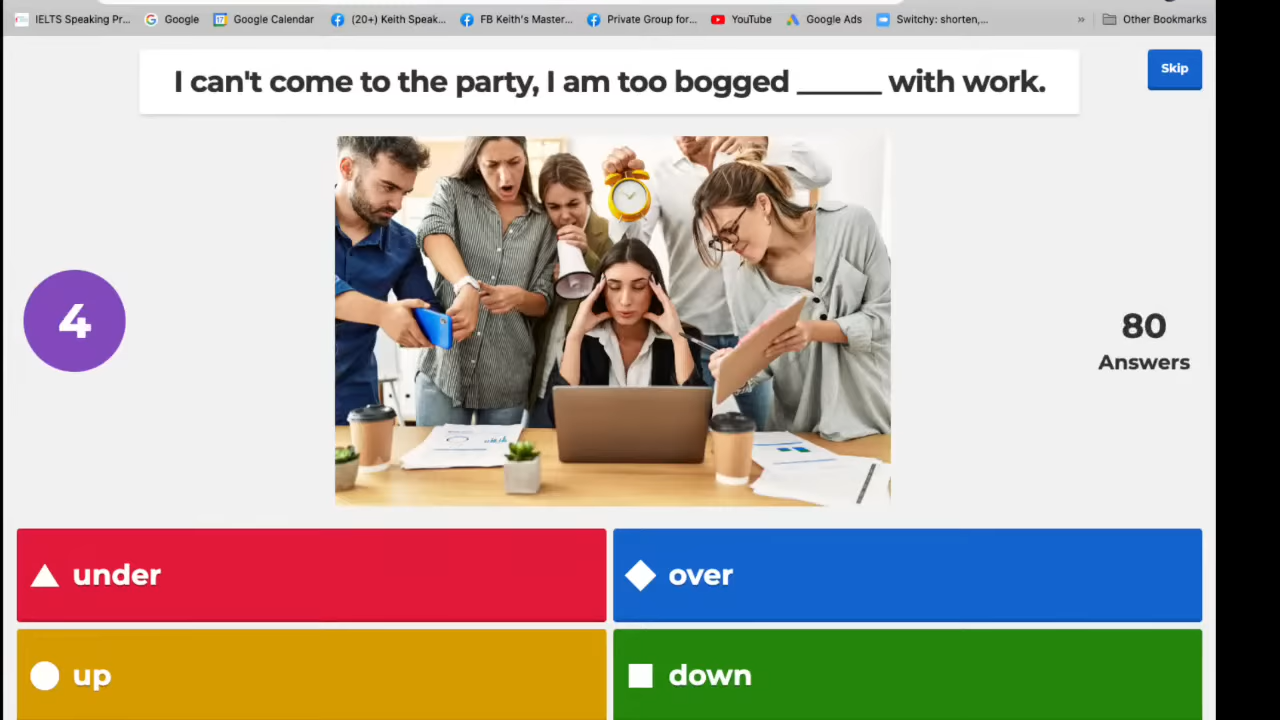 IELTS Speaking Pr... Google Google Calendar (20+) Keith Speak... FB Keith's Master... Private Group for... YouTube Google Ads Switchy: shorten,... » Other Bookmarks
I can't come to the party, I am too bogged ______ with work.
Skip
4
80
Answers
under
over
up
down